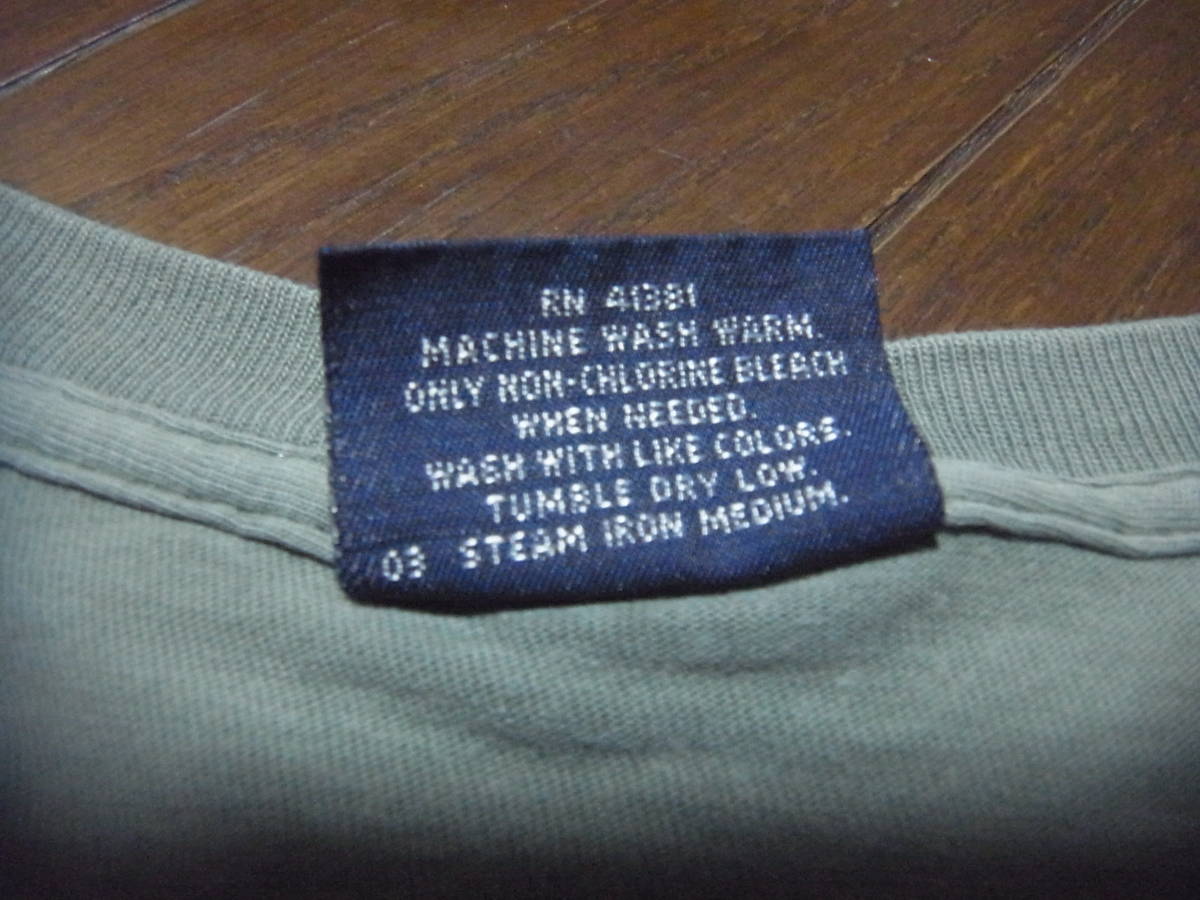 RN 41381
MACHINE WASH WARM.
ONLY NON-CHLORINE BLEACH
WHEN NEEDED.
WASH WITH LIKE COLORS.
TUMBLE DRY LOW.
03 STEAM IRON MEDIUM.